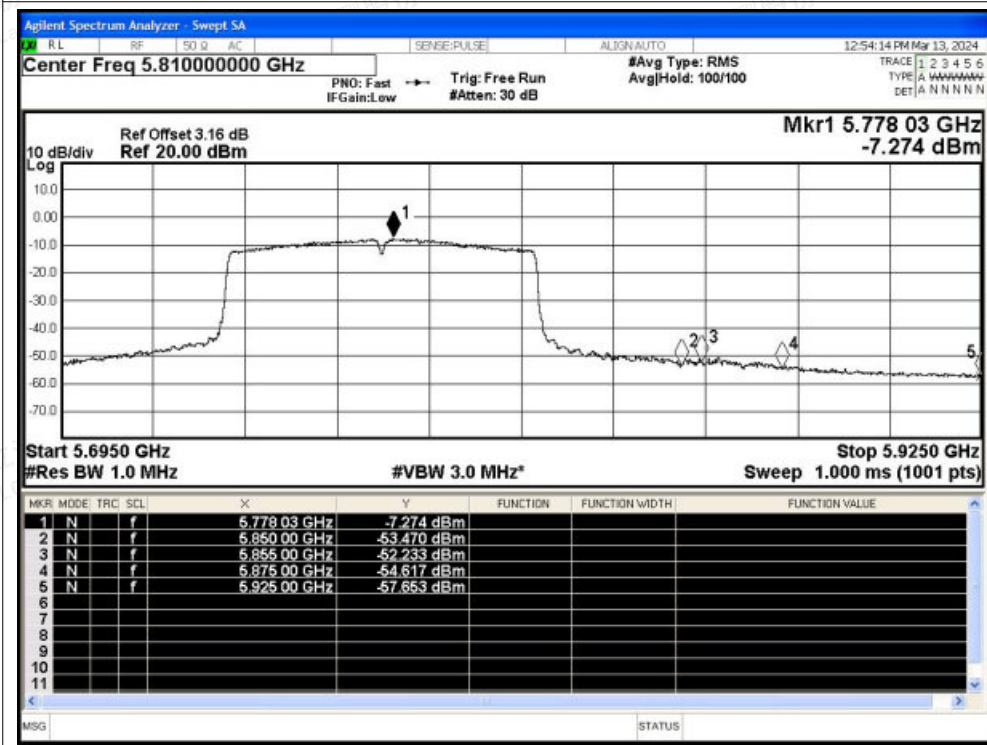 Agilent Spectrum Analyzer - Swept SA
LXI RL RF 50 Ω AC SENSE:PULSE ALIGN AUTO 12:54:14 PM Mar 13, 2024
Center Freq 5.810000000 GHz
PNO: Fast
IFGain:Low
Trig: Free Run
#Atten: 30 dB
#Avg Type: RMS
Avg|Hold: 100/100
TRACE 1 2 3 4 5 6
TYPE A WWWWW
DET A N N N N N
Ref Offset 3.16 dB
10 dB/div Ref 20.00 dBm
Log
Mkr1 5.778 03 GHz
-7.274 dBm
10.0
0.00
-10.0
-20.0
-30.0
-40.0
-50.0
-60.0
-70.0
1
2 3
4
5
Start 5.6950 GHz Stop 5.9250 GHz
#Res BW 1.0 MHz #VBW 3.0 MHz* Sweep 1.000 ms (1001 pts)
MKR MODE TRC SCL X Y FUNCTION FUNCTION WIDTH FUNCTION VALUE
1 N f 5.778 03 GHz -7.274 dBm
2 N f 5.850 00 GHz -53.470 dBm
3 N f 5.855 00 GHz -52.233 dBm
4 N f 5.875 00 GHz -54.617 dBm
5 N f 5.925 00 GHz -57.653 dBm
6
7
8
9
10
11
MSG STATUS